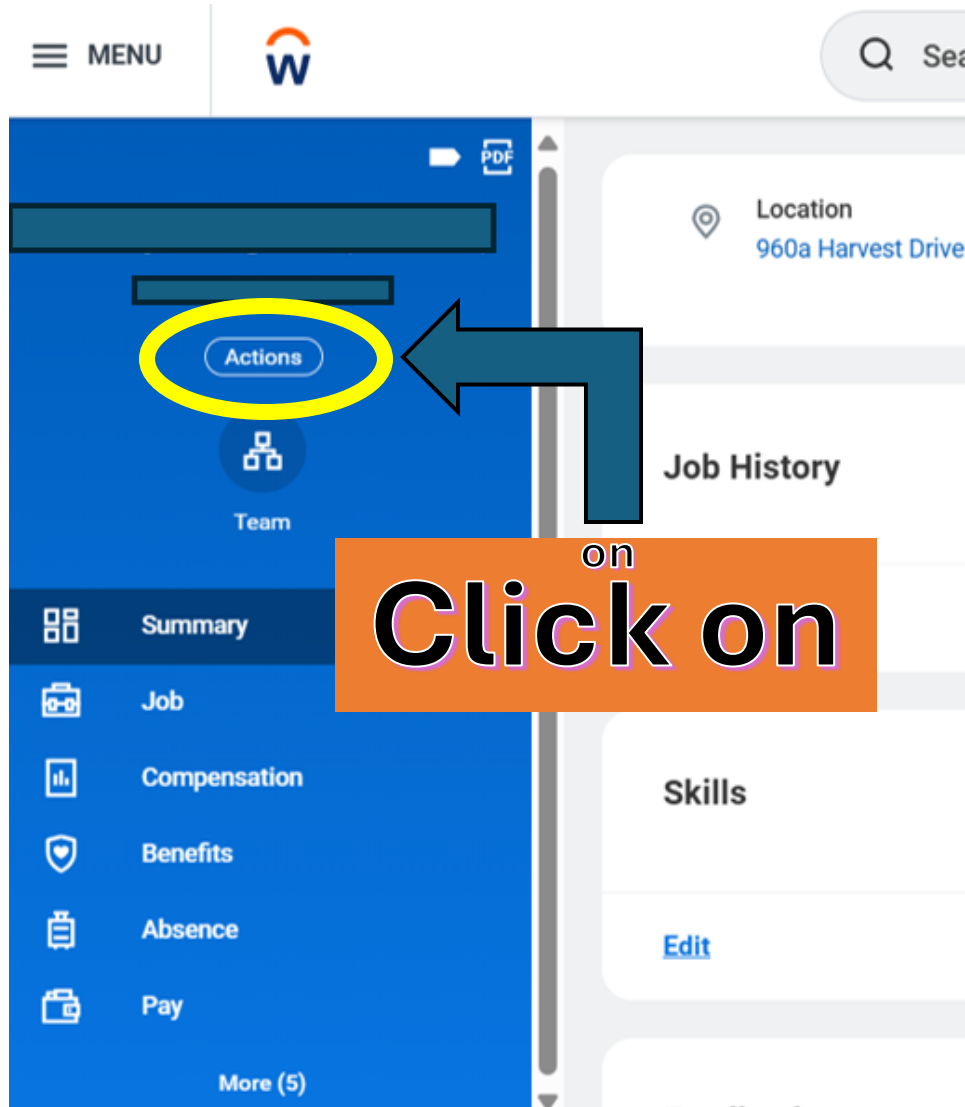 MENU
W
PDF
Location
960a Harvest Drive
Actions
Team
Job History
on
Click on
Summary
Job
Compensation
Benefits
Absence
Pay
More (5)
Skills
Edit